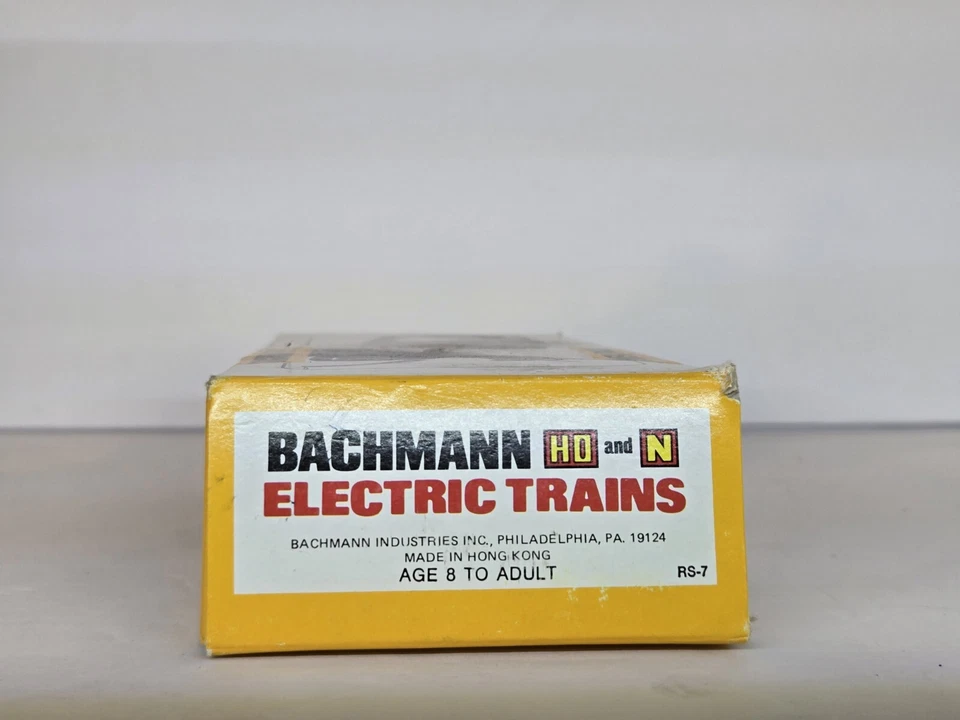 BACHMANN HO and N
ELECTRIC TRAINS
BACHMANN INDUSTRIES INC., PHILADELPHIA, PA. 19124
MADE IN HONG KONG
AGE 8 TO ADULT
RS-7